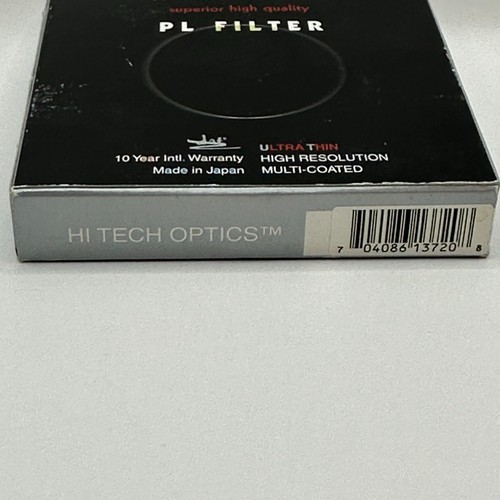 superior high quality
PL FILTER
ULTRA THIN
10 Year Intl. Warranty HIGH RESOLUTION
Made in Japan MULTI-COATED
HI TECH OPTICS™
7 04086 13720 8